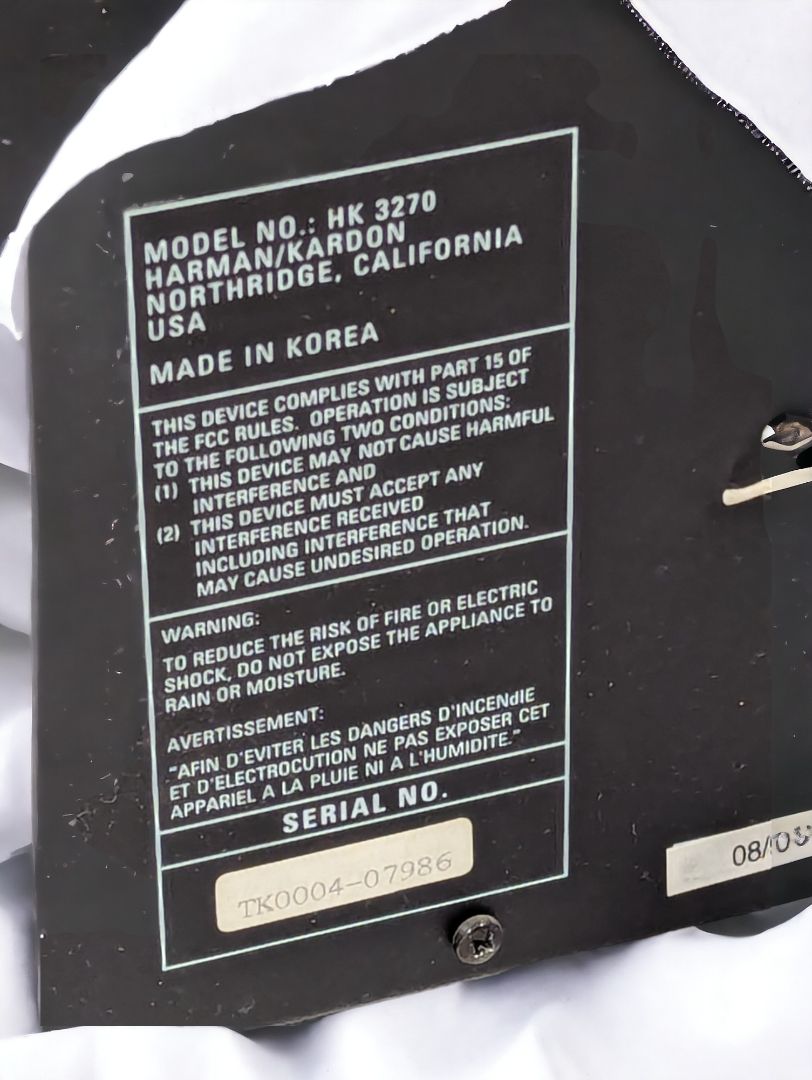 MODEL NO.: HK 3270
HARMAN/KARDON
NORTHRIDGE, CALIFORNIA
USA
MADE IN KOREA
THIS DEVICE COMPLIES WITH PART 15 OF
THE FCC RULES. OPERATION IS SUBJECT
TO THE FOLLOWING TWO CONDITIONS:
(1) THIS DEVICE MAY NOT CAUSE HARMFUL
INTERFERENCE AND
(2) THIS DEVICE MUST ACCEPT ANY
INTERFERENCE RECEIVED
INCLUDING INTERFERENCE THAT
MAY CAUSE UNDESIRED OPERATION.
WARNING:
TO REDUCE THE RISK OF FIRE OR ELECTRIC
SHOCK, DO NOT EXPOSE THE APPLIANCE TO
RAIN OR MOISTURE.
AVERTISSEMENT:
"AFIN D'EVITER LES DANGERS D'INCENdIE
ET D'ELECTROCUTION NE PAS EXPOSER CET
APPARIEL A LA PLUIE NI A L'HUMIDITE."
SERIAL NO.
TK0004-07986